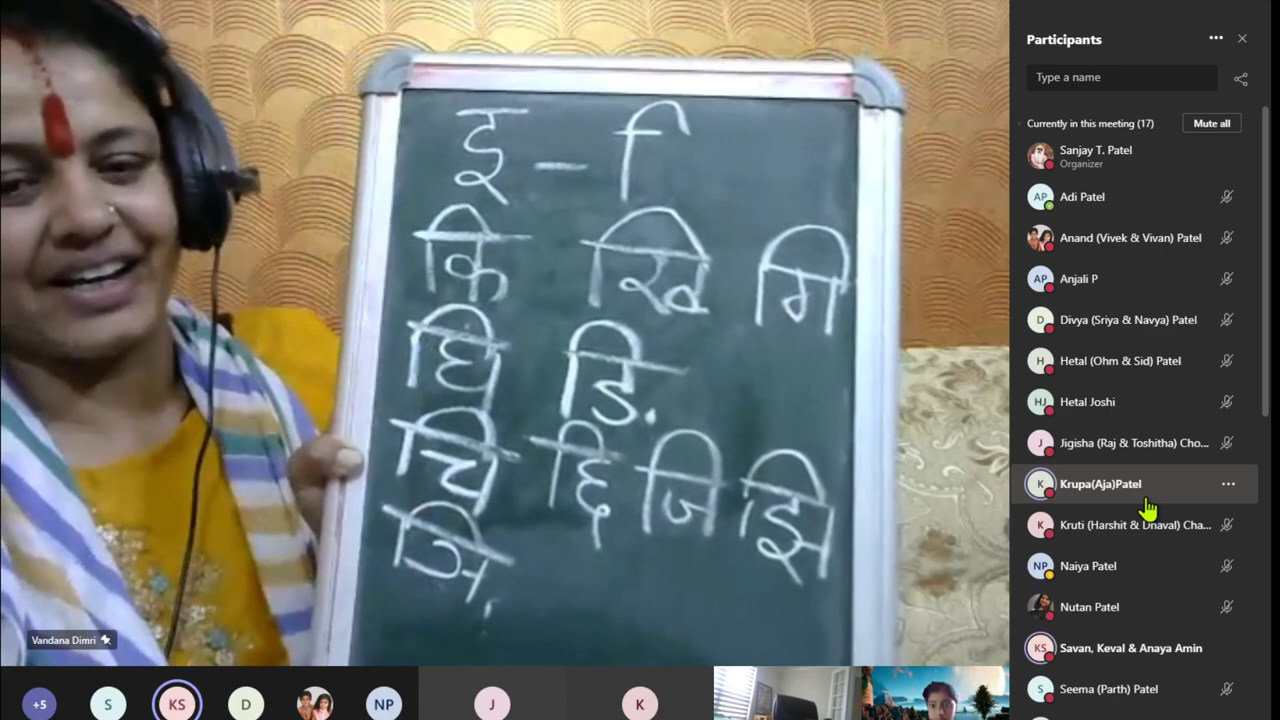 इ - ि
कि खि गि
घि ङि
चि छि जि झि
ञि
Vandana Dimri
+5
S
KS
D
NP
J
K
Participants
Type a name
Currently in this meeting (17)
Mute all
Sanjay T. Patel
Organizer
AP Adi Patel
Anand (Vivek & Vivan) Patel
AP Anjali P
D Divya (Sriya & Navya) Patel
H Hetal (Ohm & Sid) Patel
HJ Hetal Joshi
J Jigisha (Raj & Toshitha) Cho...
K Krupa(Aja)Patel
K Kruti (Harshit & Dhaval) Cha...
NP Naiya Patel
Nutan Patel
KS Savan, Keval & Anaya Amin
S Seema (Parth) Patel